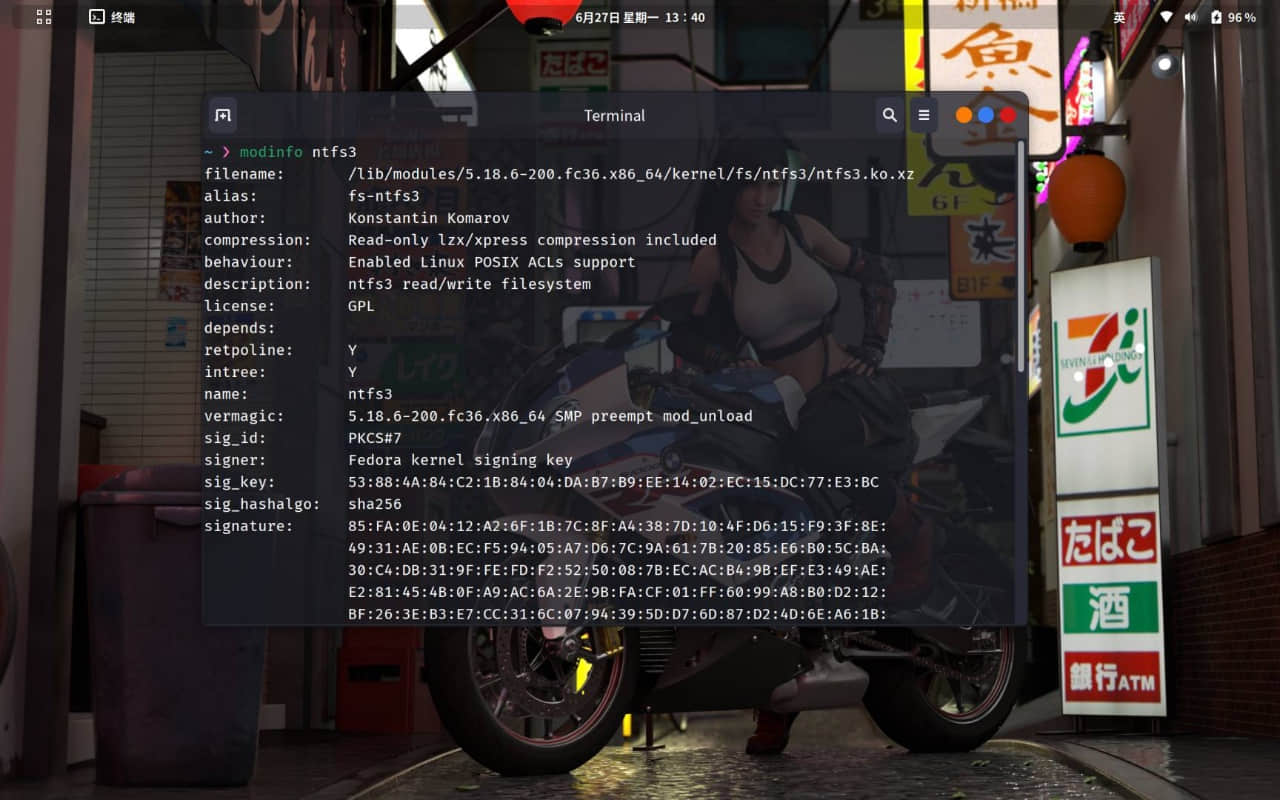 终端
6月27日 星期一 13：40
英
96 %
Terminal
~ ❯ modinfo ntfs3
filename: /lib/modules/5.18.6-200.fc36.x86_64/kernel/fs/ntfs3/ntfs3.ko.xz
alias: fs-ntfs3
author: Konstantin Komarov
compression: Read-only lzx/xpress compression included
behaviour: Enabled Linux POSIX ACLs support
description: ntfs3 read/write filesystem
license: GPL
depends:
retpoline: Y
intree: Y
name: ntfs3
vermagic: 5.18.6-200.fc36.x86_64 SMP preempt mod_unload
sig_id: PKCS#7
signer: Fedora kernel signing key
sig_key: 53:88:4A:84:C2:1B:84:04:DA:B7:B9:EE:14:02:EC:15:DC:77:E3:BC
sig_hashalgo: sha256
signature: 85:FA:0E:04:12:A2:6F:1B:7C:8F:A4:38:7D:10:4F:D6:15:F9:3F:8E:
49:31:AE:0B:EC:F5:94:05:A7:D6:7C:9A:61:7B:20:85:E6:B0:5C:BA:
30:C4:DB:31:9F:FE:FD:F2:52:50:08:7B:EC:AC:B4:9B:EF:E3:49:AE:
E2:81:45:4B:0F:A9:AC:6A:2E:9B:FA:CF:01:FF:60:99:A8:B0:D2:12:
BF:26:3E:B3:E7:CC:31:6C:07:94:39:5D:D7:6D:87:D2:4D:6E:A6:1B:
たばこ
魚
金
6F
来
B1F
SEVEN & i HOLDINGS
たばこ
酒
銀行ATM